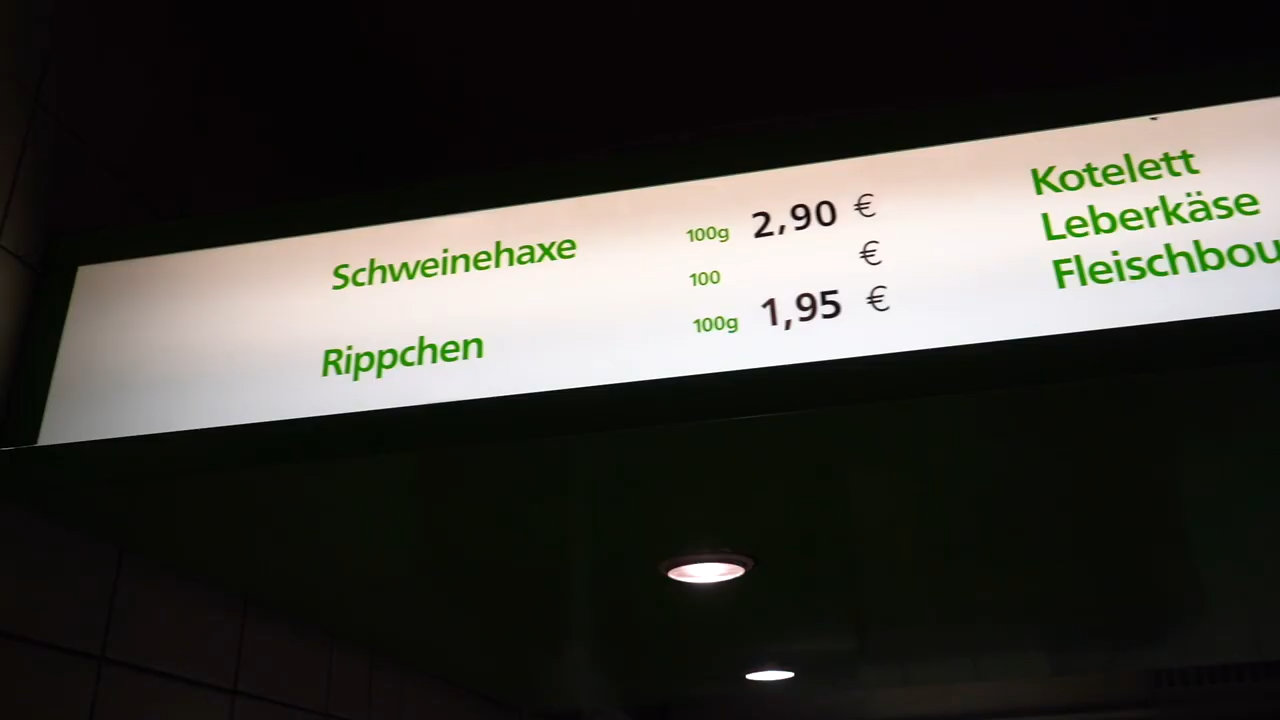 Schweinehaxe 100g 2,90 €
100 €
Rippchen 100g 1,95 €
Kotelett
Leberkäse